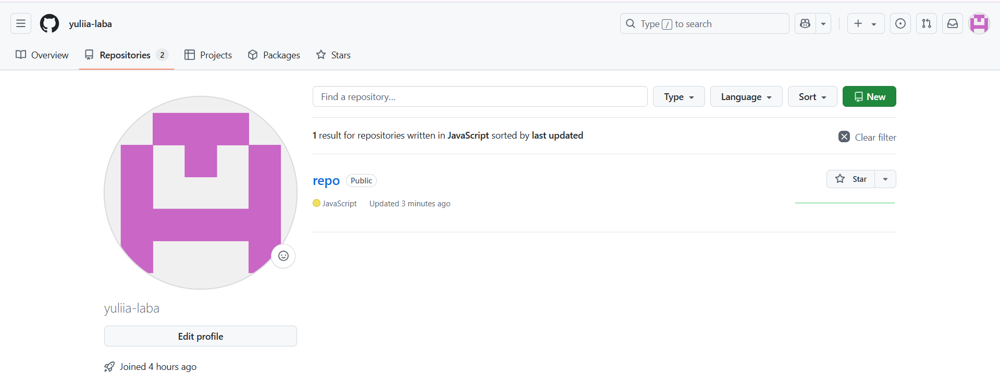 yuliia-laba
Type / to search
Overview
Repositories 2
Projects
Packages
Stars
Find a repository...
Type
Language
Sort
New
1 result for repositories written in JavaScript sorted by last updated
Clear filter
repo
Public
Star
JavaScript
Updated 3 minutes ago
yuliia-laba
Edit profile
Joined 4 hours ago